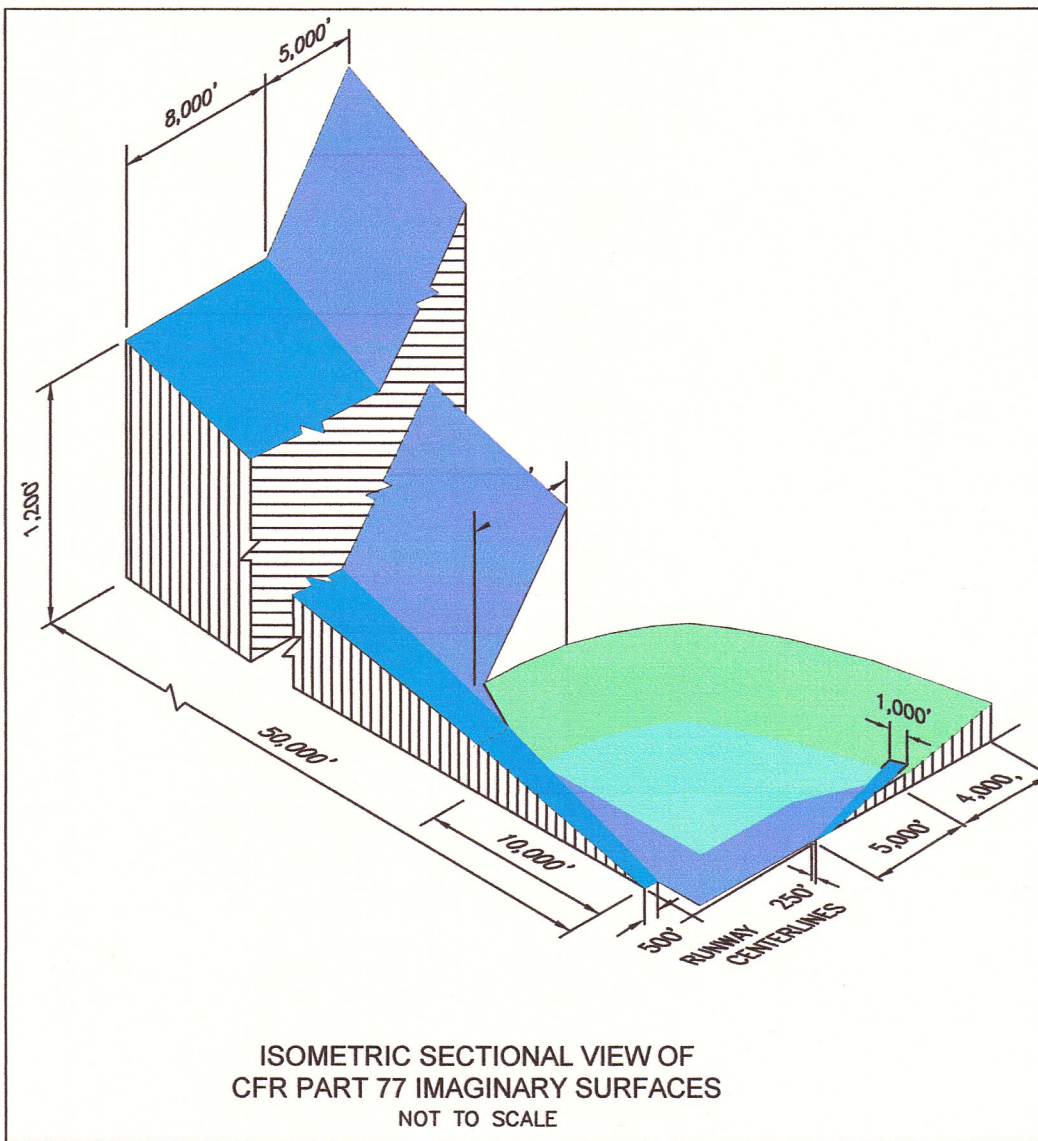 5,000'
8,000'
1,200'
1,000'
50,000'
4,000,
5,000'
10,000'
250'
500'
RUNWAY
CENTERLINES
ISOMETRIC SECTIONAL VIEW OF
CFR PART 77 IMAGINARY SURFACES
NOT TO SCALE